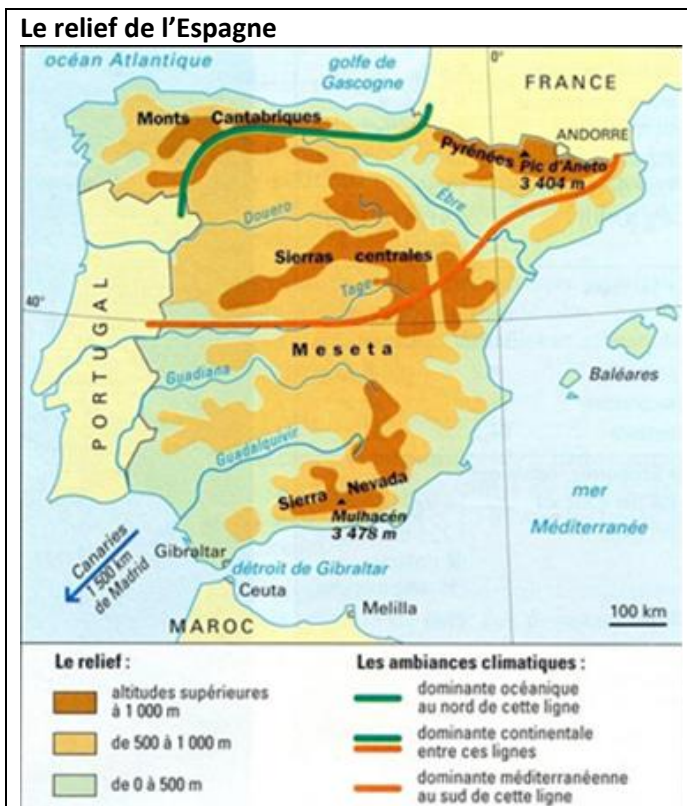 Le relief de l’Espagne
océan Atlantique
golfe de
Gascogne
0°
FRANCE
Monts Cantabriques
ANDORRE
Pyrénées
Pic d'Aneto
3 404 m
Èbre
Douero
Sierras centrales
Tage
40°
PORTUGAL
Meseta
Baléares
Guadiana
Guadalquivir
Sierra Nevada
Mulhacén
3 478 m
mer
Méditerranée
Canaries
1 500 km
de Madrid
Gibraltar
détroit de Gibraltar
Ceuta
Melilla
MAROC
100 km
Le relief :
altitudes supérieures
à 1 000 m
de 500 à 1 000 m
de 0 à 500 m
Les ambiances climatiques :
dominante océanique
au nord de cette ligne
dominante continentale
entre ces lignes
dominante méditerranéenne
au sud de cette ligne